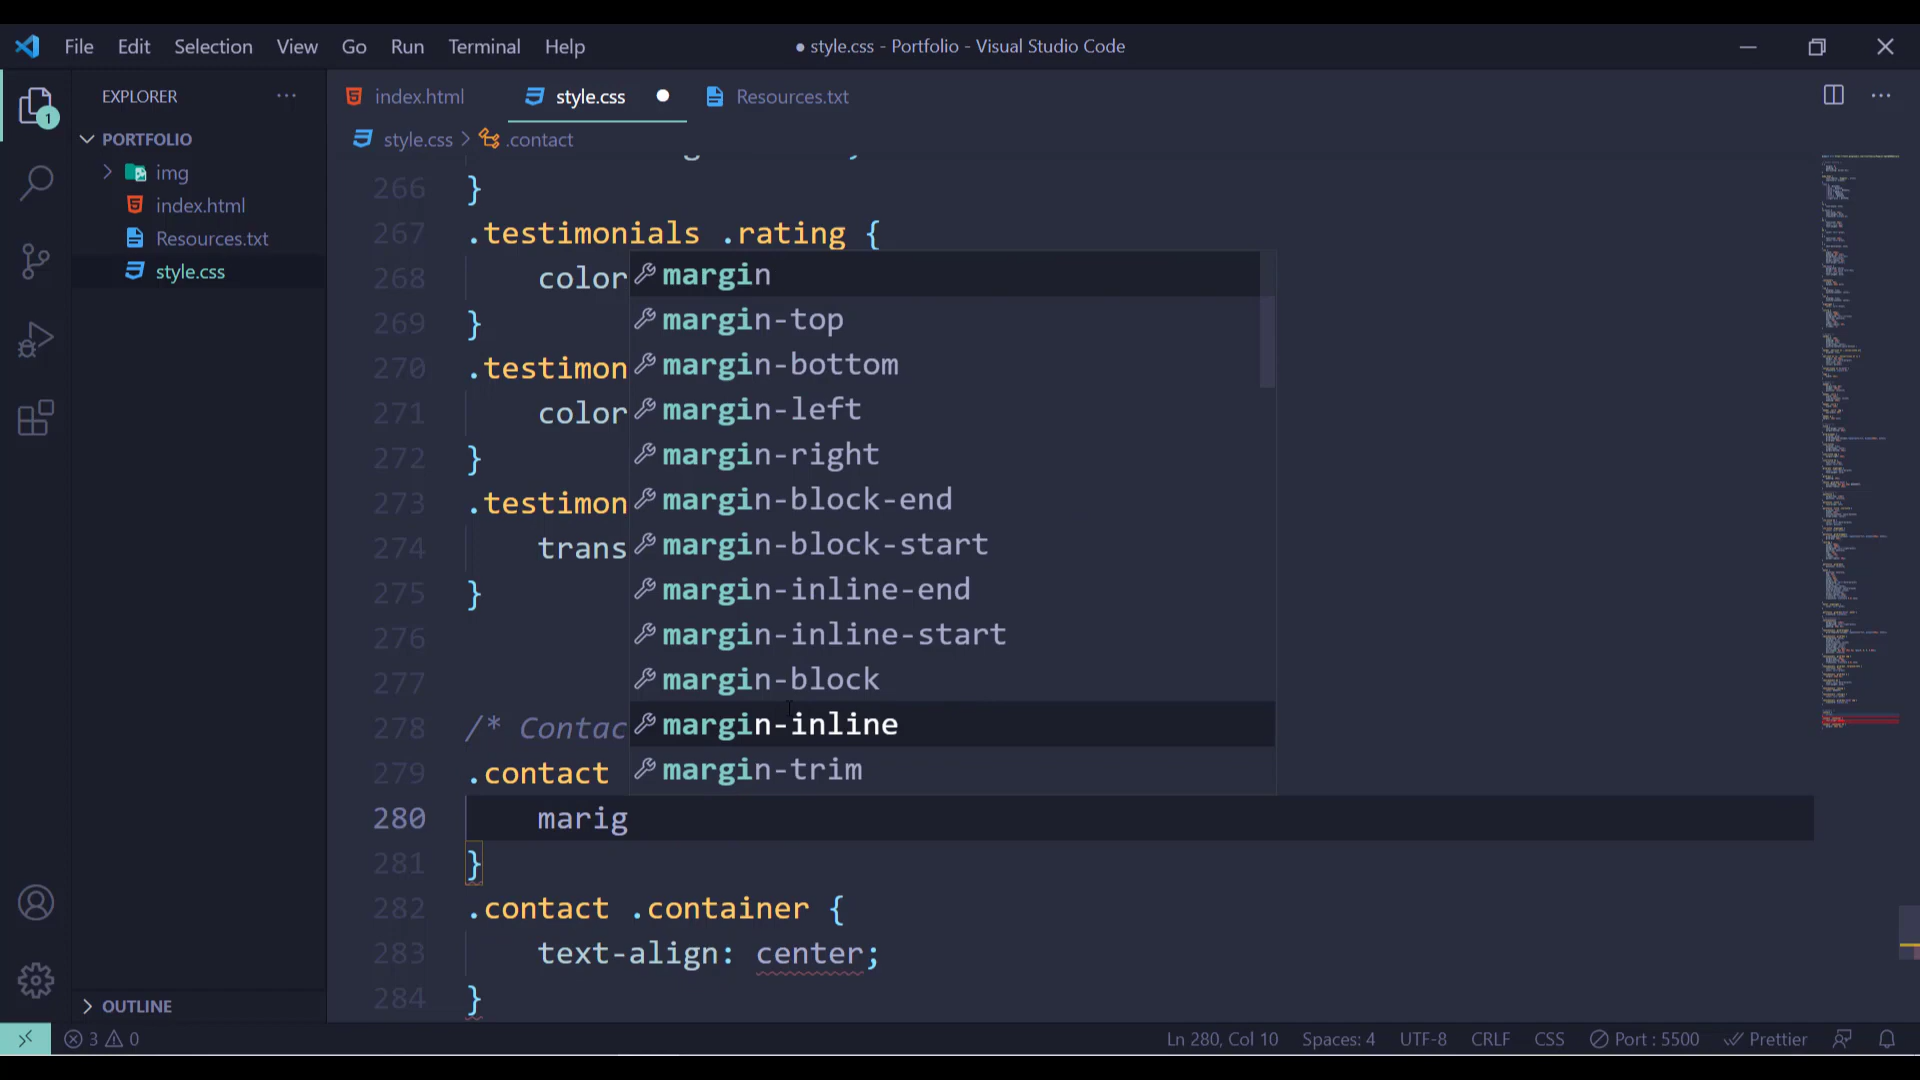 File Edit Selection View Go Run Terminal Help
● style.css - Portfolio - Visual Studio Code
EXPLORER
PORTFOLIO
img
index.html
Resources.txt
style.css
OUTLINE
index.html
style.css
Resources.txt
style.css > .contact
266 }
267 .testimonials .rating {
268 color
269 }
270 .testimon
271 color
272 }
273 .testimon
274 trans
275 }
276
277
278 /* Contac
279 .contact
280 marig
281 }
282 .contact .container {
283 text-align: center;
284 }
margin
margin-top
margin-bottom
margin-left
margin-right
margin-block-end
margin-block-start
margin-inline-end
margin-inline-start
margin-block
margin-inline
margin-trim
1
3 0
Ln 280, Col 10 Spaces: 4 UTF-8 CRLF CSS Port : 5500 Prettier